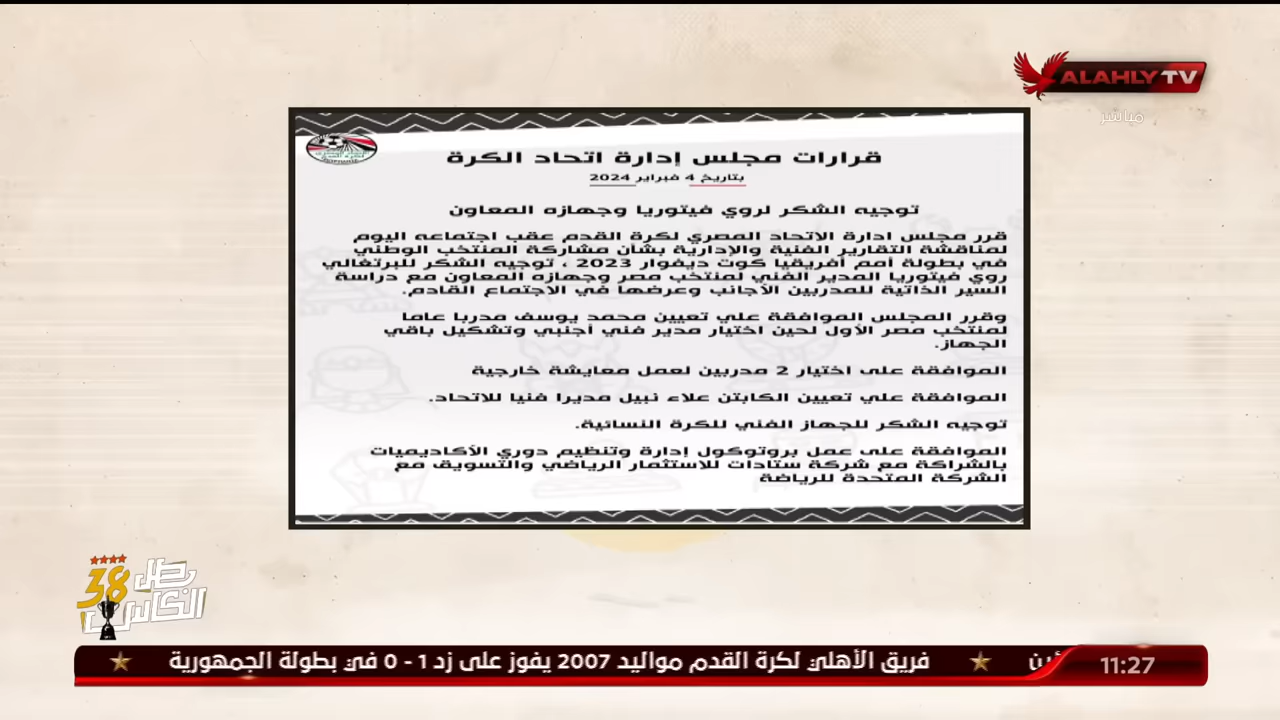 ALAHLY TV
مباشر
قرارات مجلس إدارة اتحاد الكرة
بتاريخ 4 فبراير 2024
توجيه الشكر لروي فيتوريا وجهازه المعاون
قرر مجلس ادارة الاتحاد المصري لكرة القدم عقب اجتماعه اليوم
لمناقشة التقارير الفنية والإدارية بشأن مشاركة المنتخب الوطني
في بطولة أمم أفريقيا كوت ديفوار 2023 ، توجيه الشكر للبرتغالي
روي فيتوريا المدير الفني لمنتخب مصر وجهازه المعاون مع دراسة
السير الذاتية للمدربين الأجانب وعرضها في الاجتماع القادم.
وقرر المجلس الموافقة علي تعيين محمد يوسف مدربا عاما
لمنتخب مصر الأول لحين اختيار مدير فني أجنبي وتشكيل باقي
الجهاز.
الموافقة على اختيار 2 مدربين لعمل معايشة خارجية
الموافقة علي تعيين الكابتن علاء نبيل مديرا فنيا للاتحاد.
توجيه الشكر للجهاز الفني للكرة النسائية.
الموافقة على عمل بروتوكول إدارة وتنظيم دوري الأكاديميات
بالشراكة مع شركة ستادات للاستثمار الرياضي والتسويق مع
الشركة المتحدة للرياضة
بطل
الكاس 38
11:27
فريق الأهلي لكرة القدم مواليد 2007 يفوز على زد 1 - 0 في بطولة الجمهورية